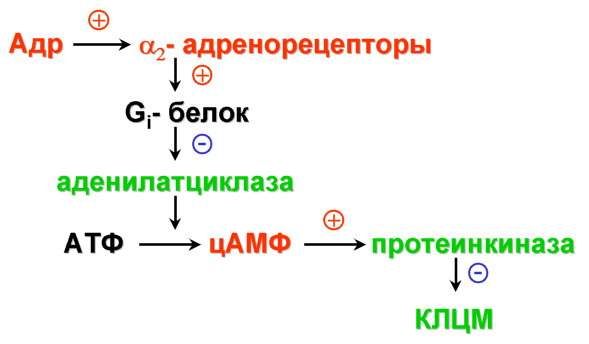 Адр → α2- адренорецепторы
Gi- белок
аденилатциклаза
АТФ → цАМФ → протеинкиназа
КЛЦМ